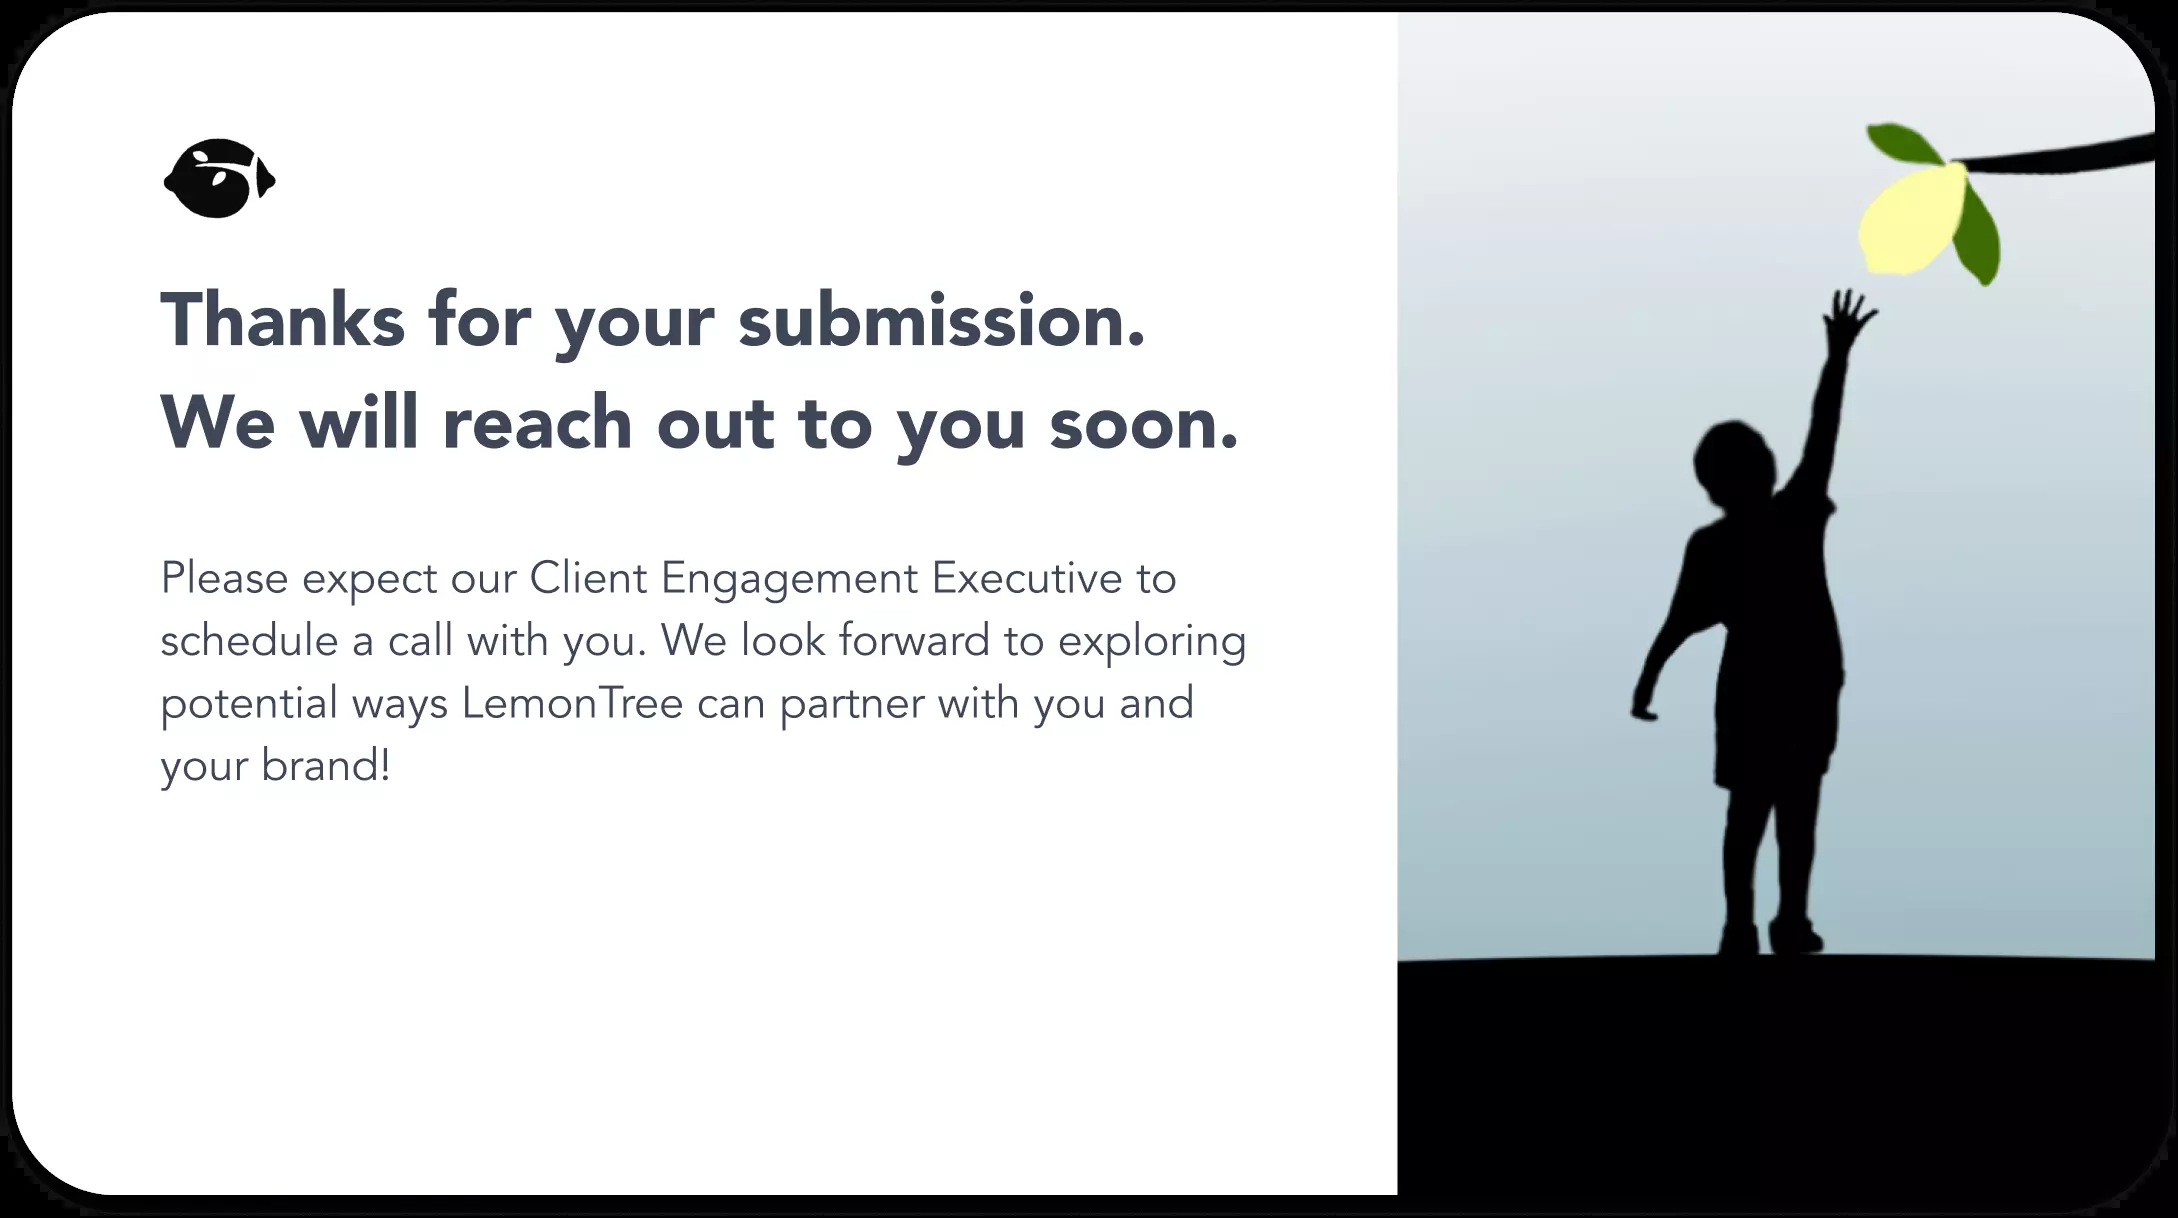 Thanks for your submission.
We will reach out to you soon.
Please expect our Client Engagement Executive to
schedule a call with you. We look forward to exploring
potential ways LemonTree can partner with you and
your brand!